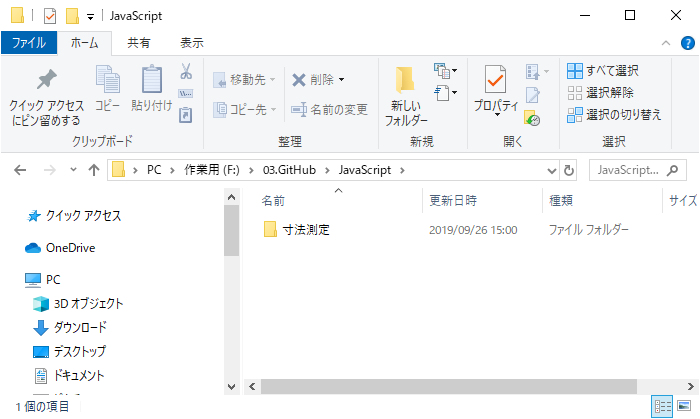 JavaScript
ファイル ホーム 共有 表示
クイック アクセスにピン留めする
コピー
貼り付け
移動先
コピー先
削除
名前の変更
新しいフォルダー
プロパティ
すべて選択
選択解除
選択の切り替え
クリップボード 整理 新規 開く 選択
PC 作業用 (F:) 03.GitHub JavaScript
JavaScript...
名前 更新日時 種類 サイズ
寸法測定 2019/09/26 15:00 ファイル フォルダー
クイック アクセス
OneDrive
PC
3D オブジェクト
ダウンロード
デスクトップ
ドキュメント
1 個の項目